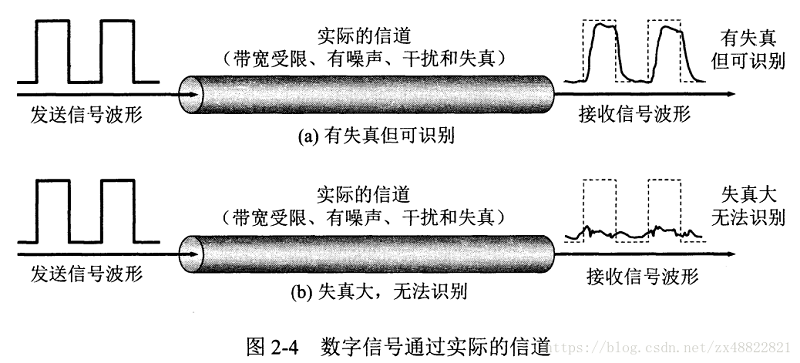 实际的信道
（带宽受限、有噪声、干扰和失真）
有失真
但可识别
发送信号波形
接收信号波形
(a) 有失真但可识别
实际的信道
（带宽受限、有噪声、干扰和失真）
失真大
无法识别
发送信号波形
接收信号波形
(b) 失真大，无法识别
图 2-4 数字信号通过实际的信道
https://blog.csdn.net/zx48822821